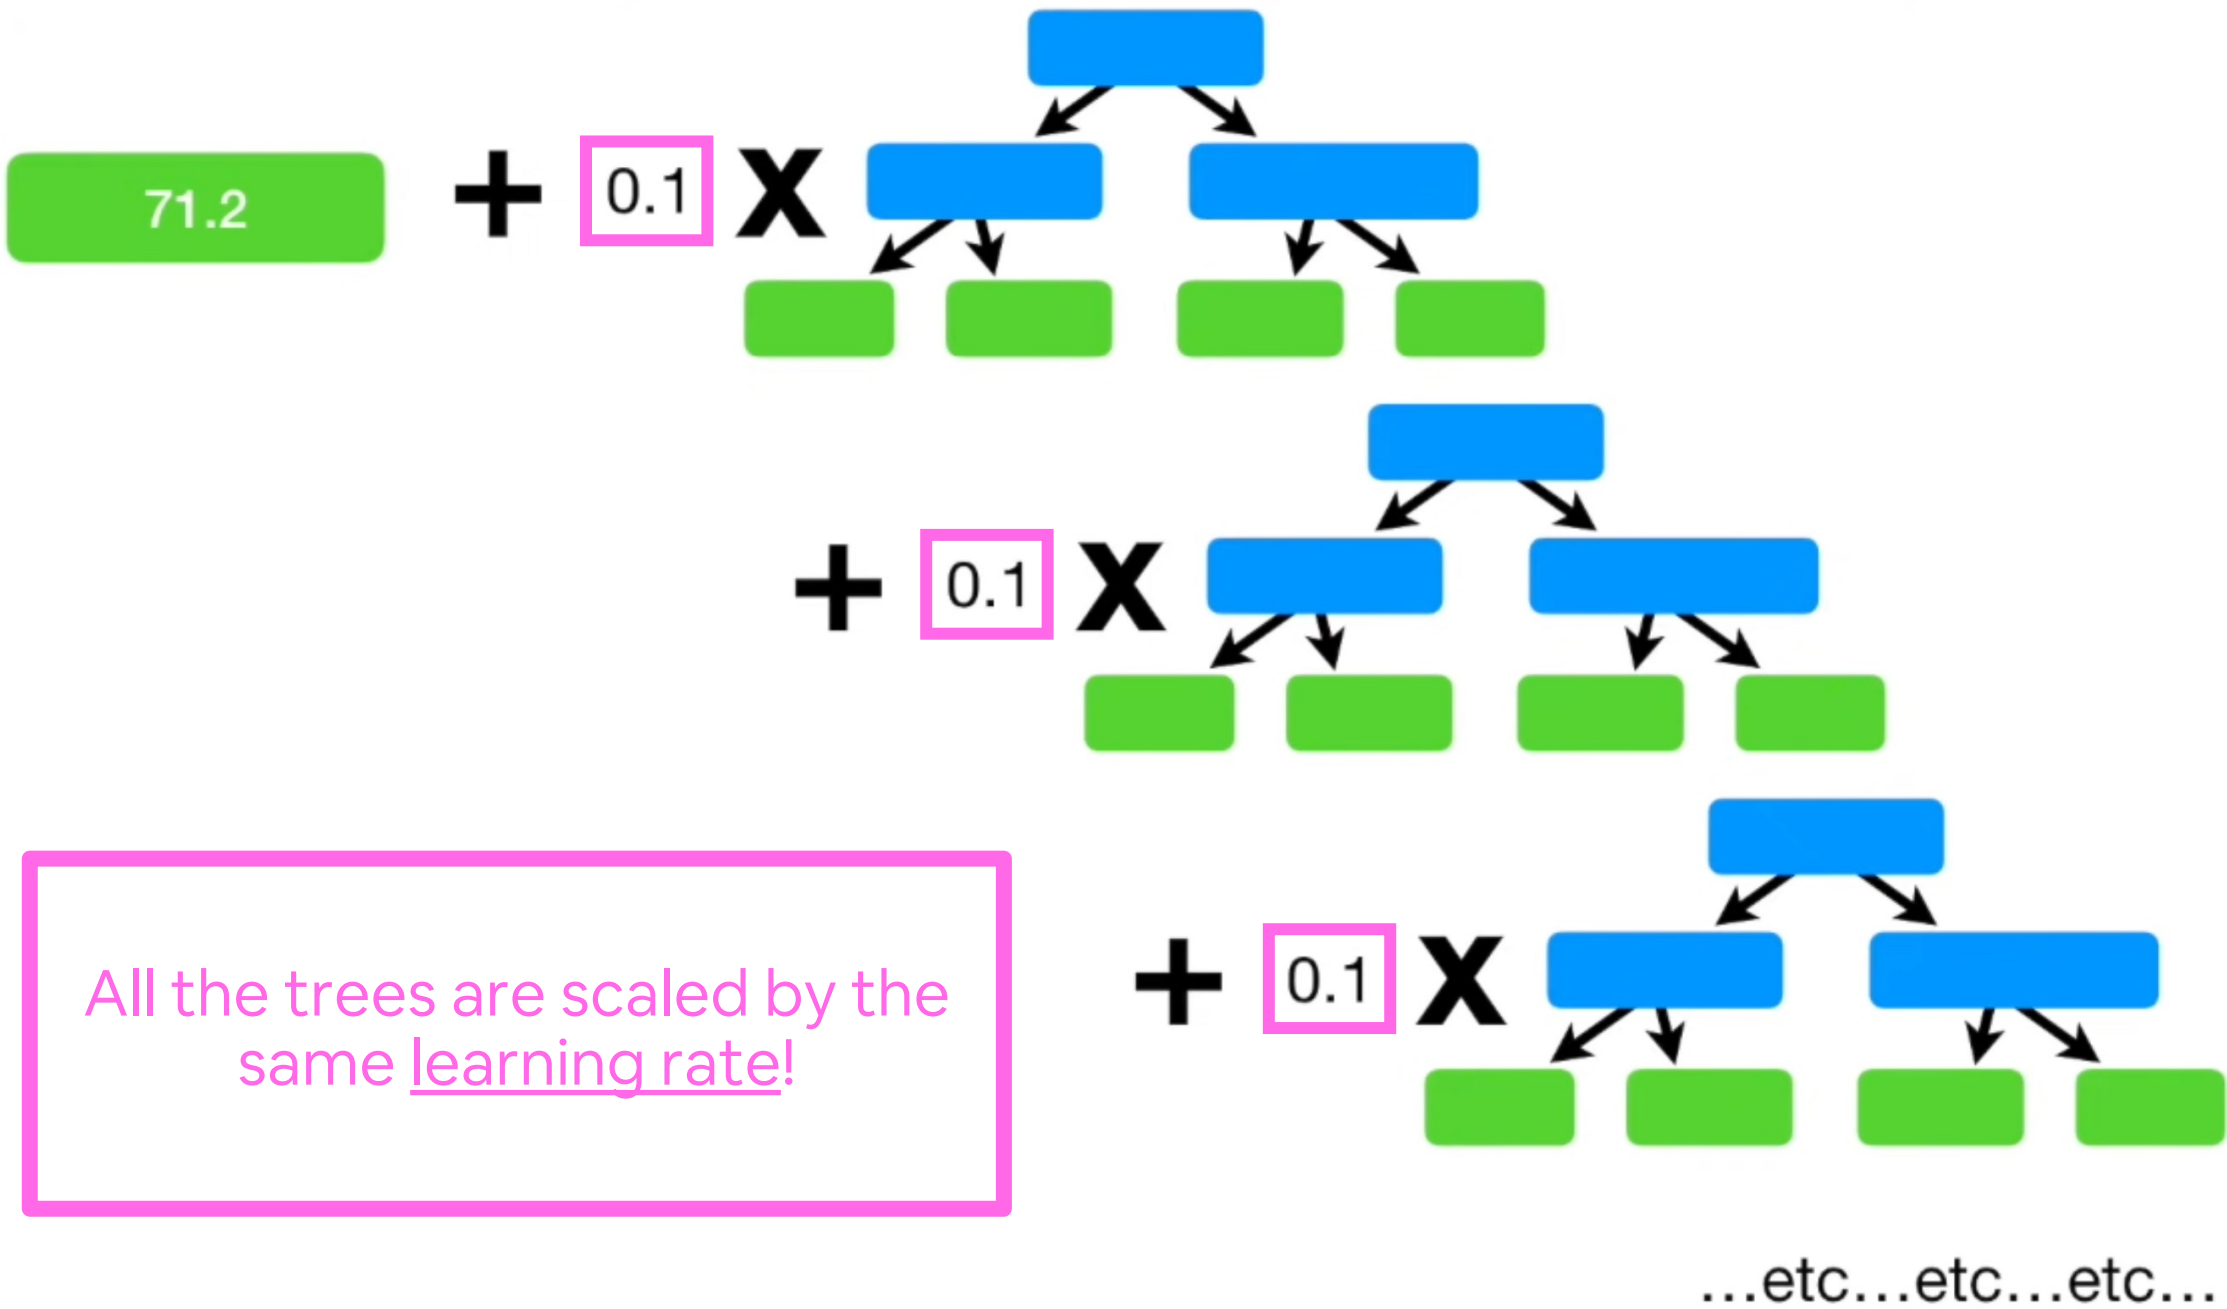 71.2 + 0.1 X
+ 0.1 X
+ 0.1 X
All the trees are scaled by the
same learning rate!
...etc...etc...etc...